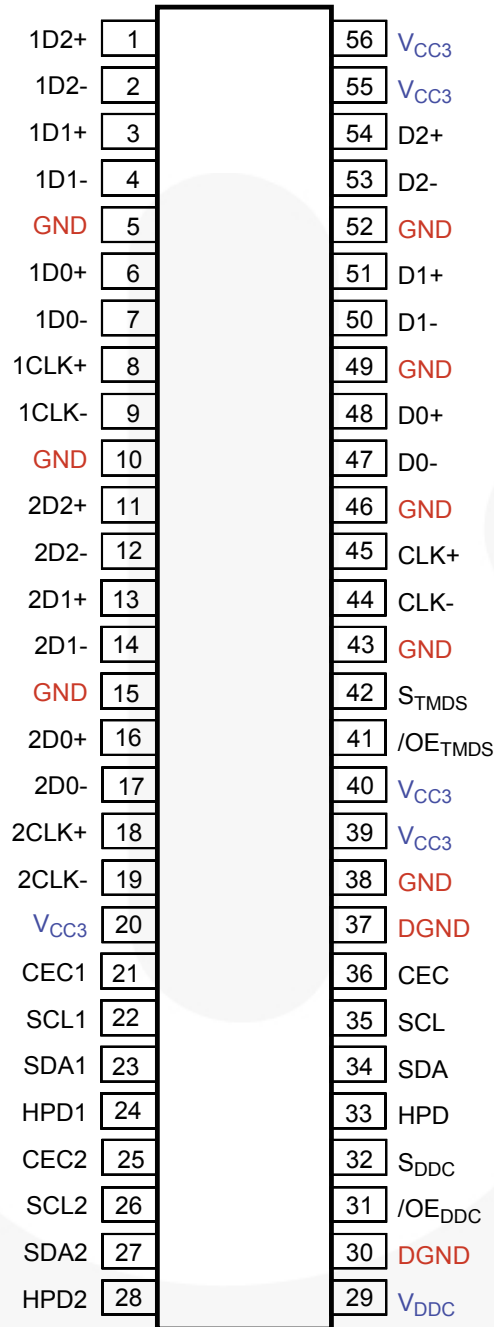 1D2+ 1 56 VCC3
1D2- 2 55 VCC3
1D1+ 3 54 D2+
1D1- 4 53 D2-
GND 5 52 GND
1D0+ 6 51 D1+
1D0- 7 50 D1-
1CLK+ 8 49 GND
1CLK- 9 48 D0+
GND 10 47 D0-
2D2+ 11 46 GND
2D2- 12 45 CLK+
2D1+ 13 44 CLK-
2D1- 14 43 GND
GND 15 42 STMDS
2D0+ 16 41 /OETMDS
2D0- 17 40 VCC3
2CLK+ 18 39 VCC3
2CLK- 19 38 GND
VCC3 20 37 DGND
CEC1 21 36 CEC
SCL1 22 35 SCL
SDA1 23 34 SDA
HPD1 24 33 HPD
CEC2 25 32 SDDC
SCL2 26 31 /OEDDC
SDA2 27 30 DGND
HPD2 28 29 VDDC